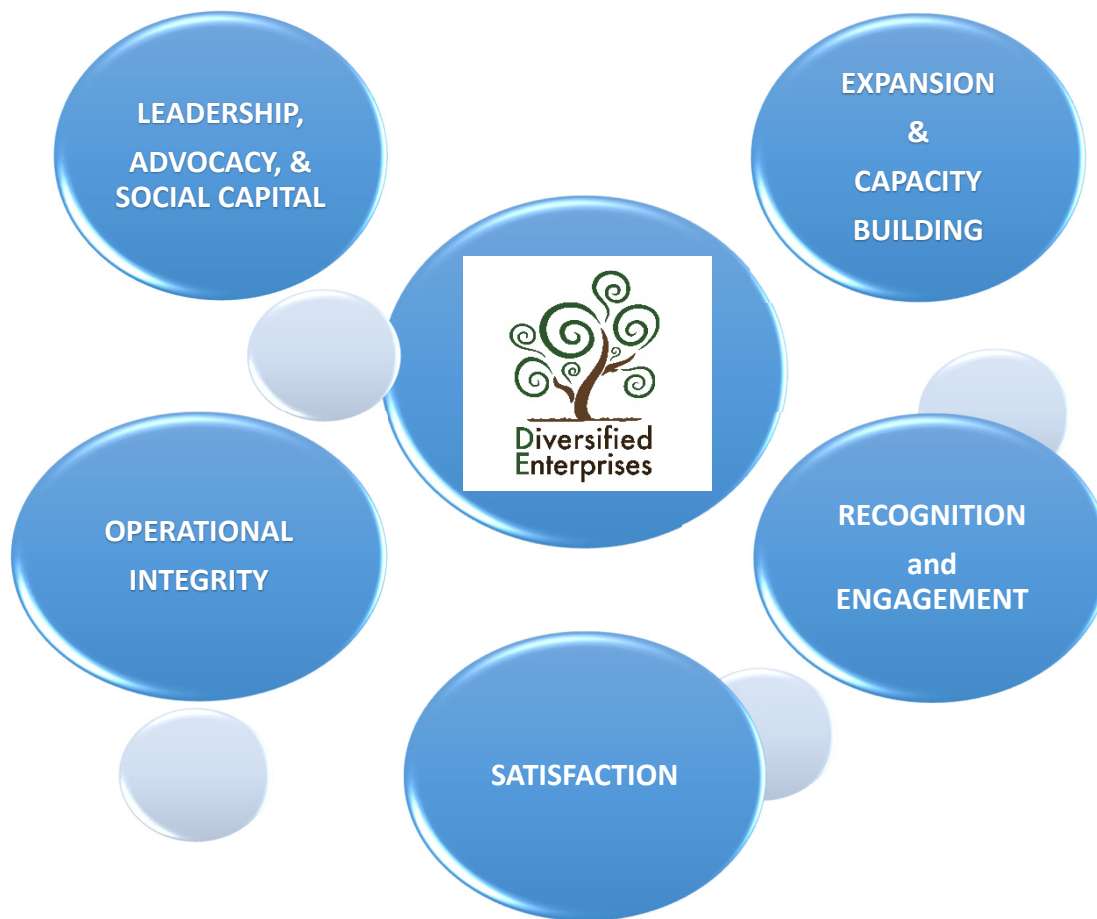 LEADERSHIP,
ADVOCACY, &
SOCIAL CAPITAL
EXPANSION
&
CAPACITY
BUILDING
Diversified
Enterprises
OPERATIONAL
INTEGRITY
RECOGNITION
and
ENGAGEMENT
SATISFACTION